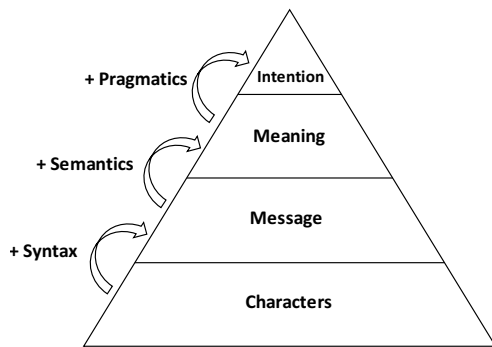 + Pragmatics
Intention
Meaning
+ Semantics
Message
+ Syntax
Characters